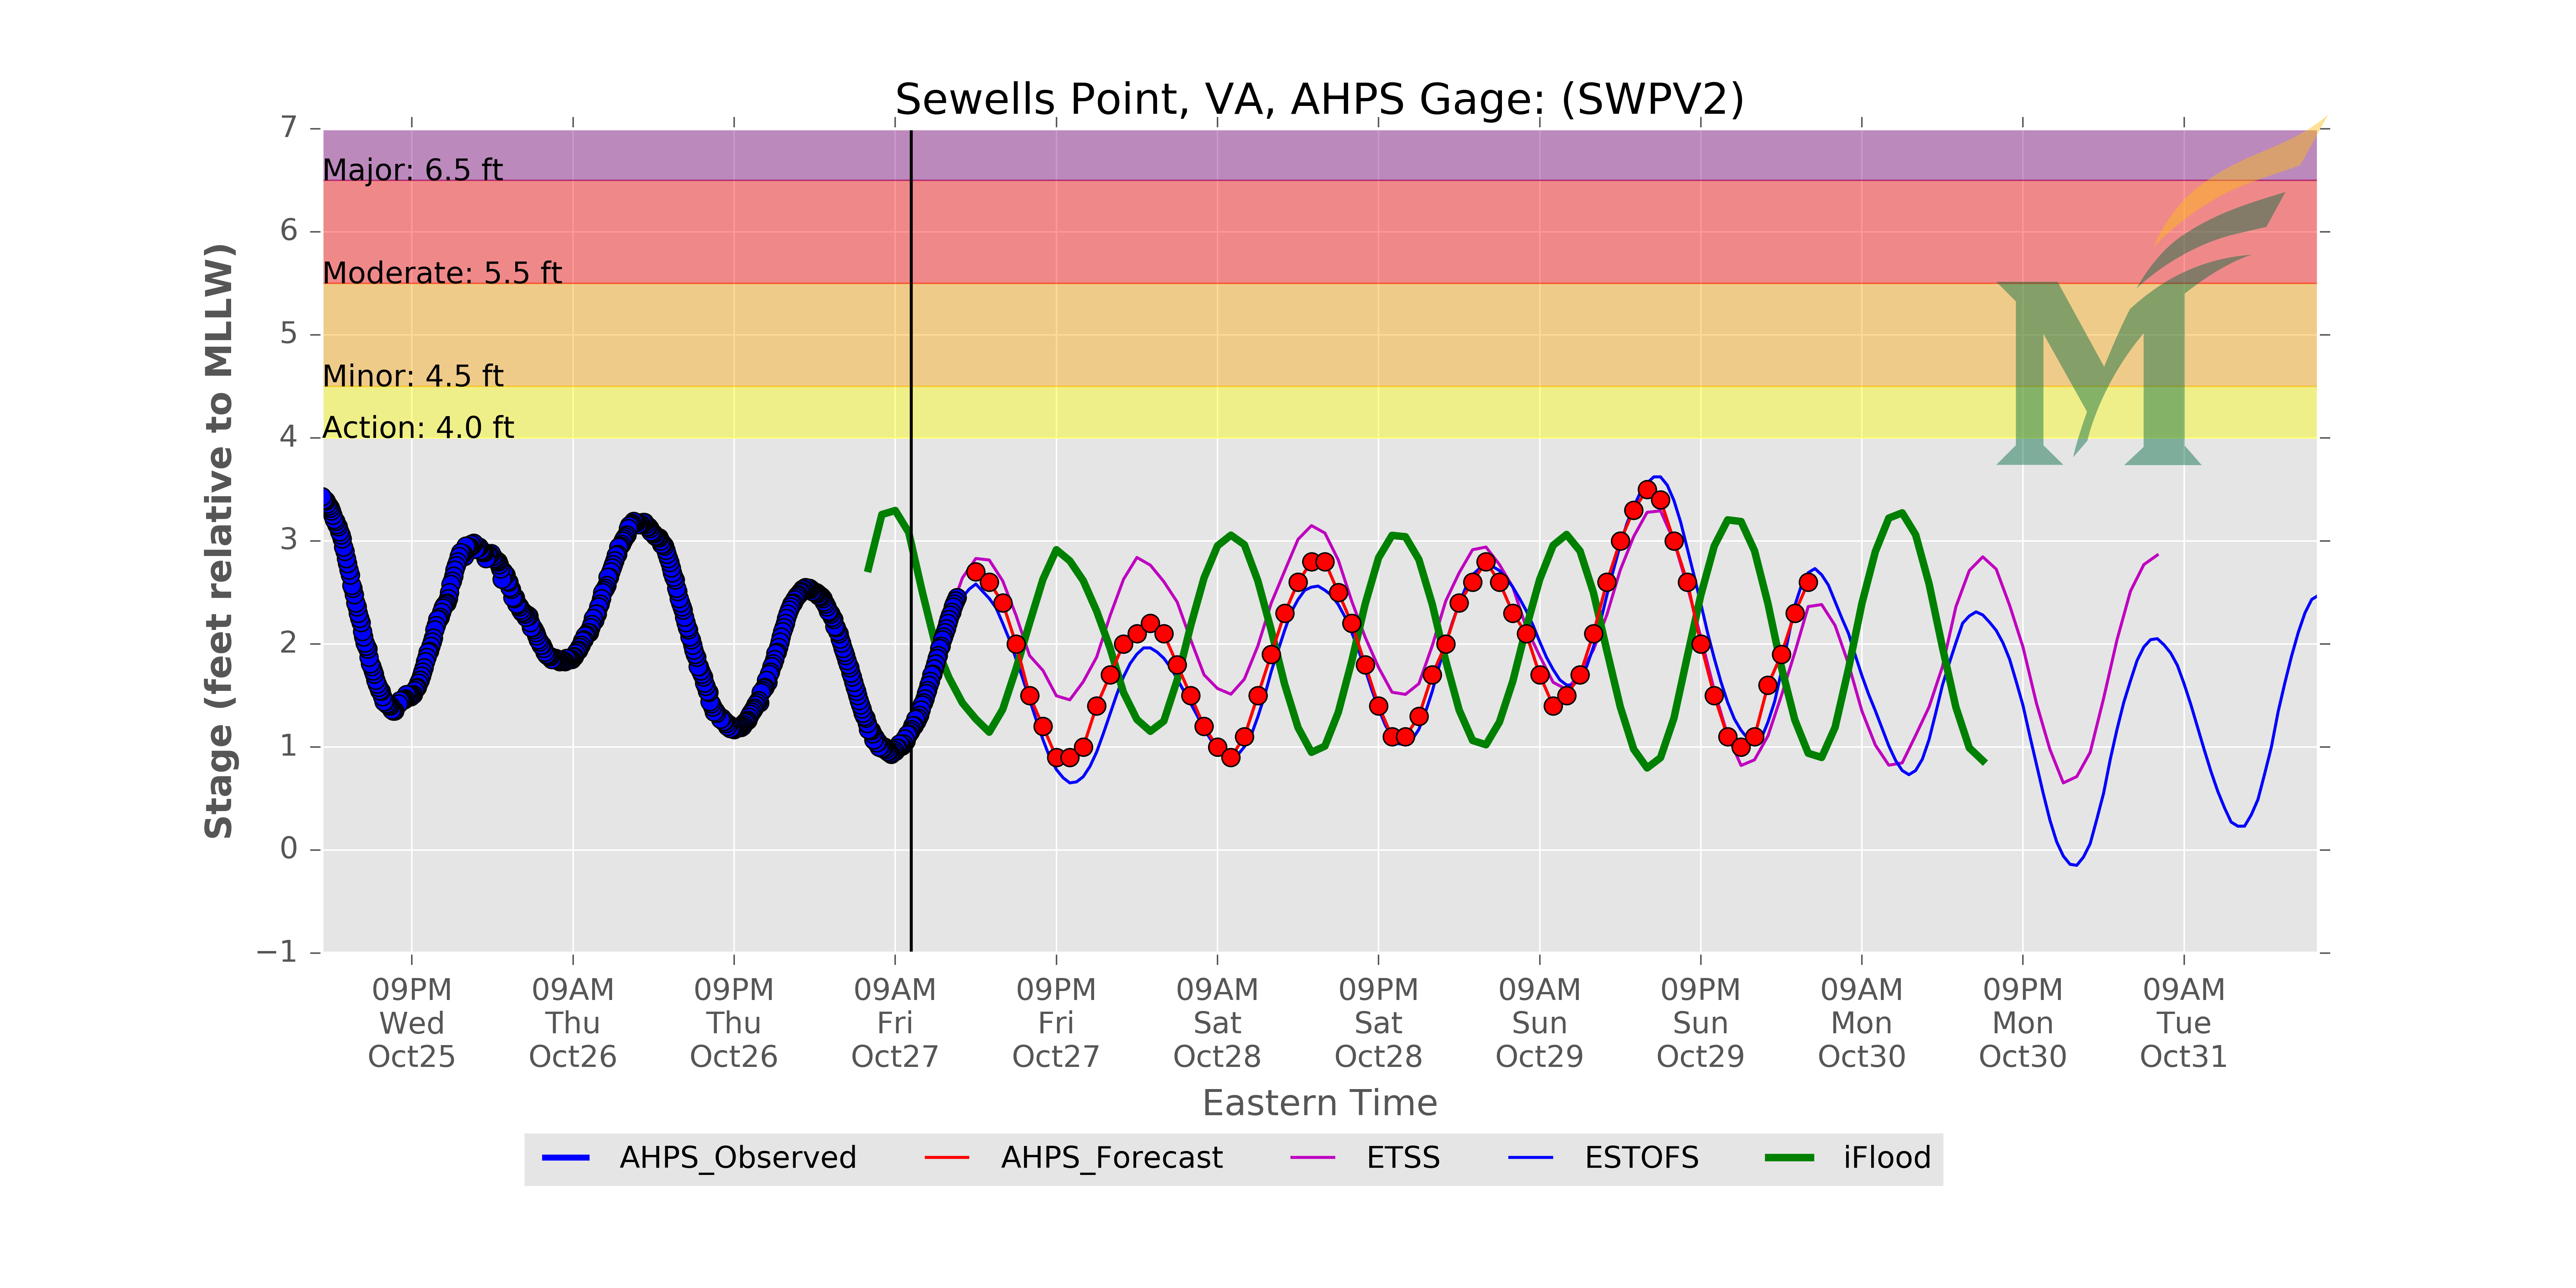 Sewells Point, VA, AHPS Gage: (SWPV2)
Stage (feet relative to MLLW)
7
6
5
4
3
2
1
0
−1
Major: 6.5 ft
Moderate: 5.5 ft
Minor: 4.5 ft
Action: 4.0 ft
M
09PM 09AM 09PM 09AM 09PM 09AM 09PM 09AM 09PM 09AM 09PM 09AM
Wed Thu Thu Fri Fri Sat Sat Sun Sun Mon Mon Tue
Oct25 Oct26 Oct26 Oct27 Oct27 Oct28 Oct28 Oct29 Oct29 Oct30 Oct30 Oct31
Eastern Time
AHPS_Observed AHPS_Forecast ETSS ESTOFS iFlood